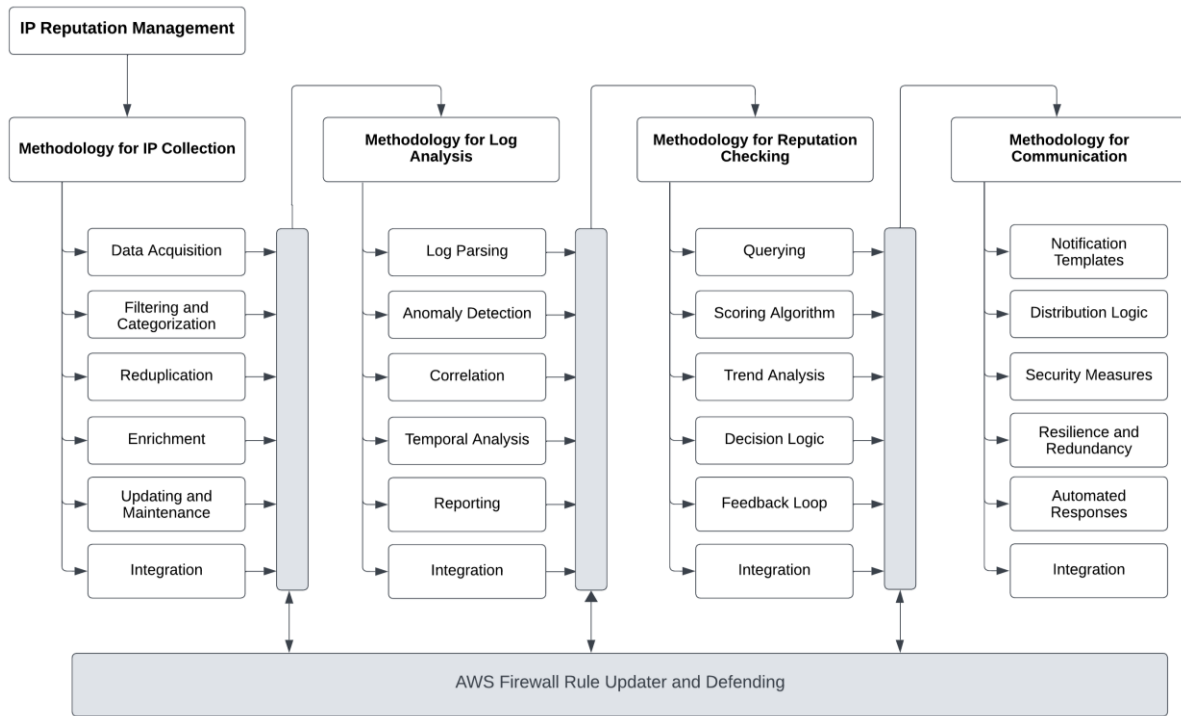 IP Reputation Management
Methodology for IP Collection
Data Acquisition
Filtering and
Categorization
Reduplication
Enrichment
Updating and
Maintenance
Integration
Methodology for Log
Analysis
Log Parsing
Anomaly Detection
Correlation
Temporal Analysis
Reporting
Integration
Methodology for Reputation
Checking
Querying
Scoring Algorithm
Trend Analysis
Decision Logic
Feedback Loop
Integration
Methodology for
Communication
Notification
Templates
Distribution Logic
Security Measures
Resilience and
Redundancy
Automated
Responses
Integration
AWS Firewall Rule Updater and Defending